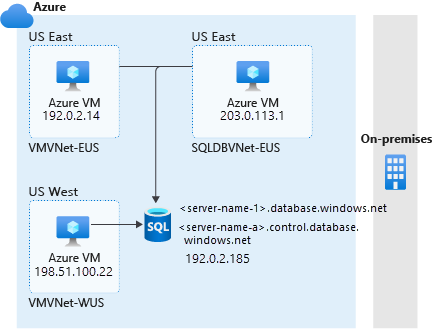 Azure
US East
US East
Azure VM
192.0.2.14
Azure VM
203.0.113.1
VMVNet-EUS
SQLDBVNet-EUS
On-premises
US West
Azure VM
198.51.100.22
VMVNet-WUS
SQL
<server-name-1>.database.windows.net
<server-name-a>.control.database.
windows.net
192.0.2.185